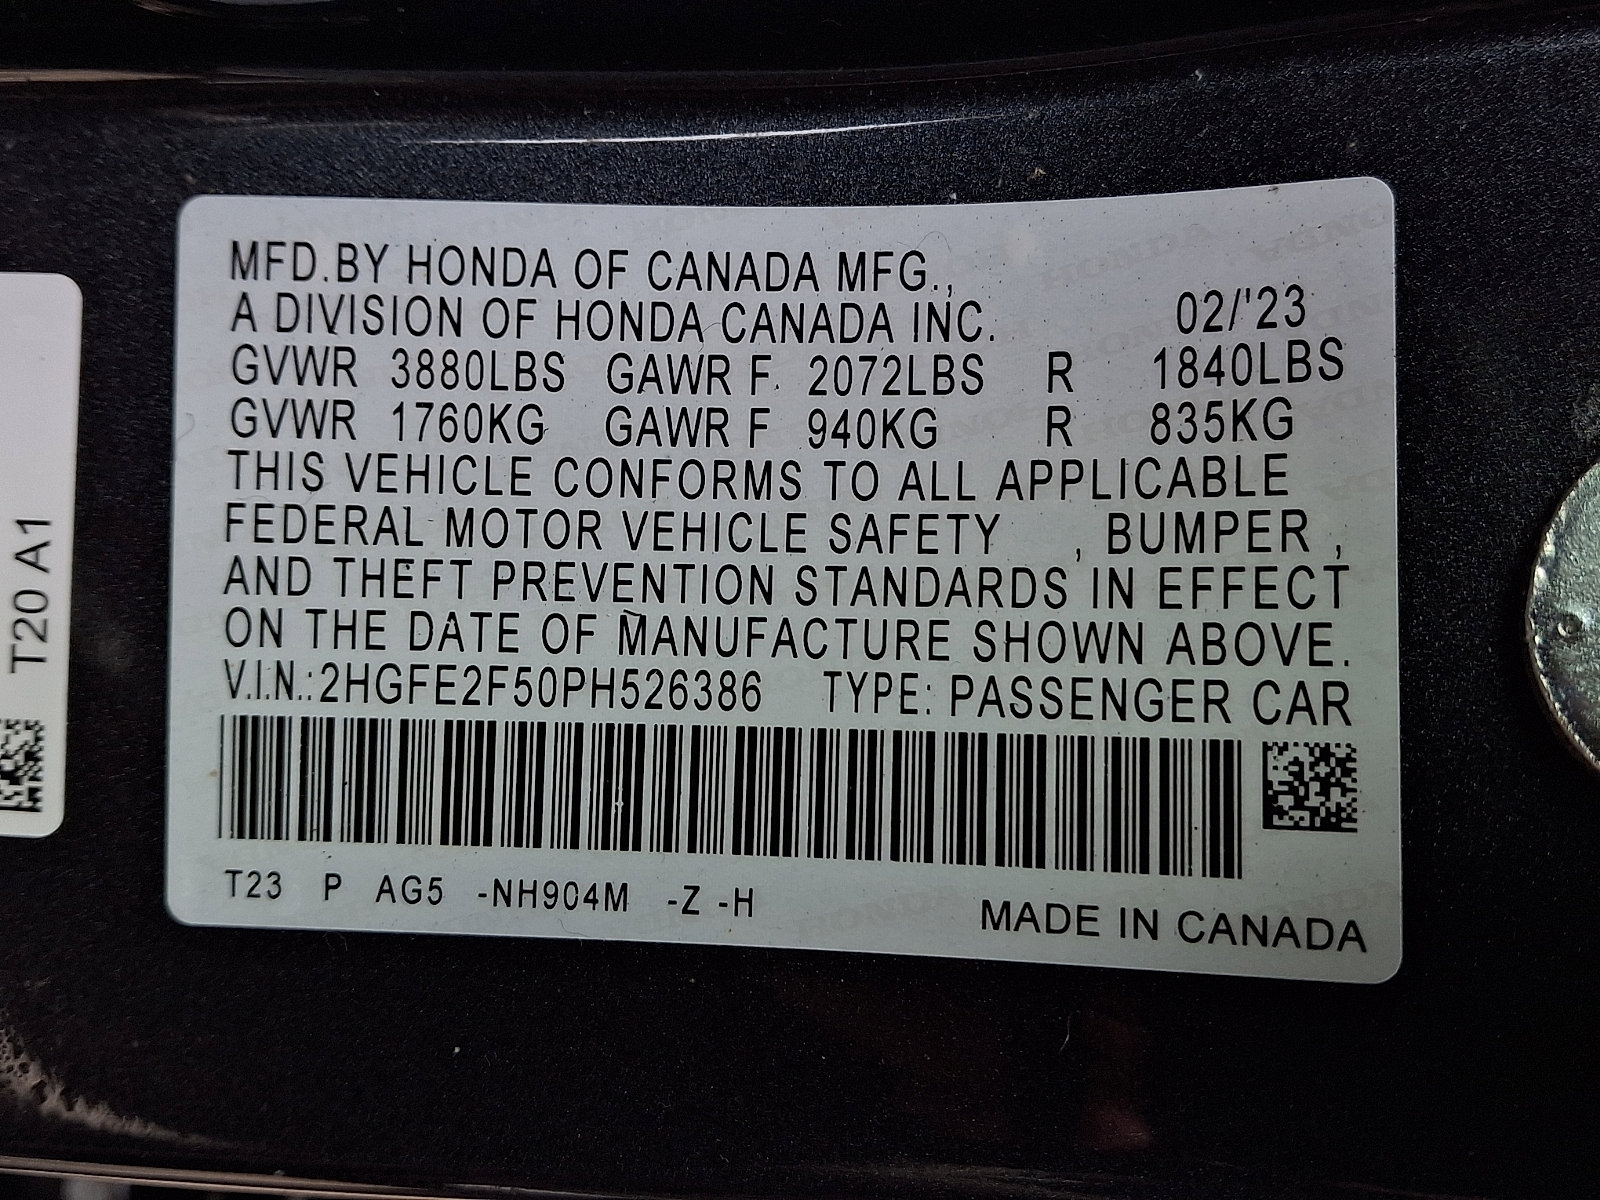 MFD.BY HONDA OF CANADA MFG.,
A DIVISION OF HONDA CANADA INC. 02/'23
GVWR 3880LBS GAWR F 2072LBS R 1840LBS
GVWR 1760KG GAWR F 940KG R 835KG
THIS VEHICLE CONFORMS TO ALL APPLICABLE
FEDERAL MOTOR VEHICLE SAFETY , BUMPER ,
AND THEFT PREVENTION STANDARDS IN EFFECT
ON THE DATE OF MANUFACTURE SHOWN ABOVE.
V.I.N.:2HGFE2F50PH526386 TYPE: PASSENGER CAR
T23 P AG5 -NH904M -Z -H
MADE IN CANADA
T20 A1